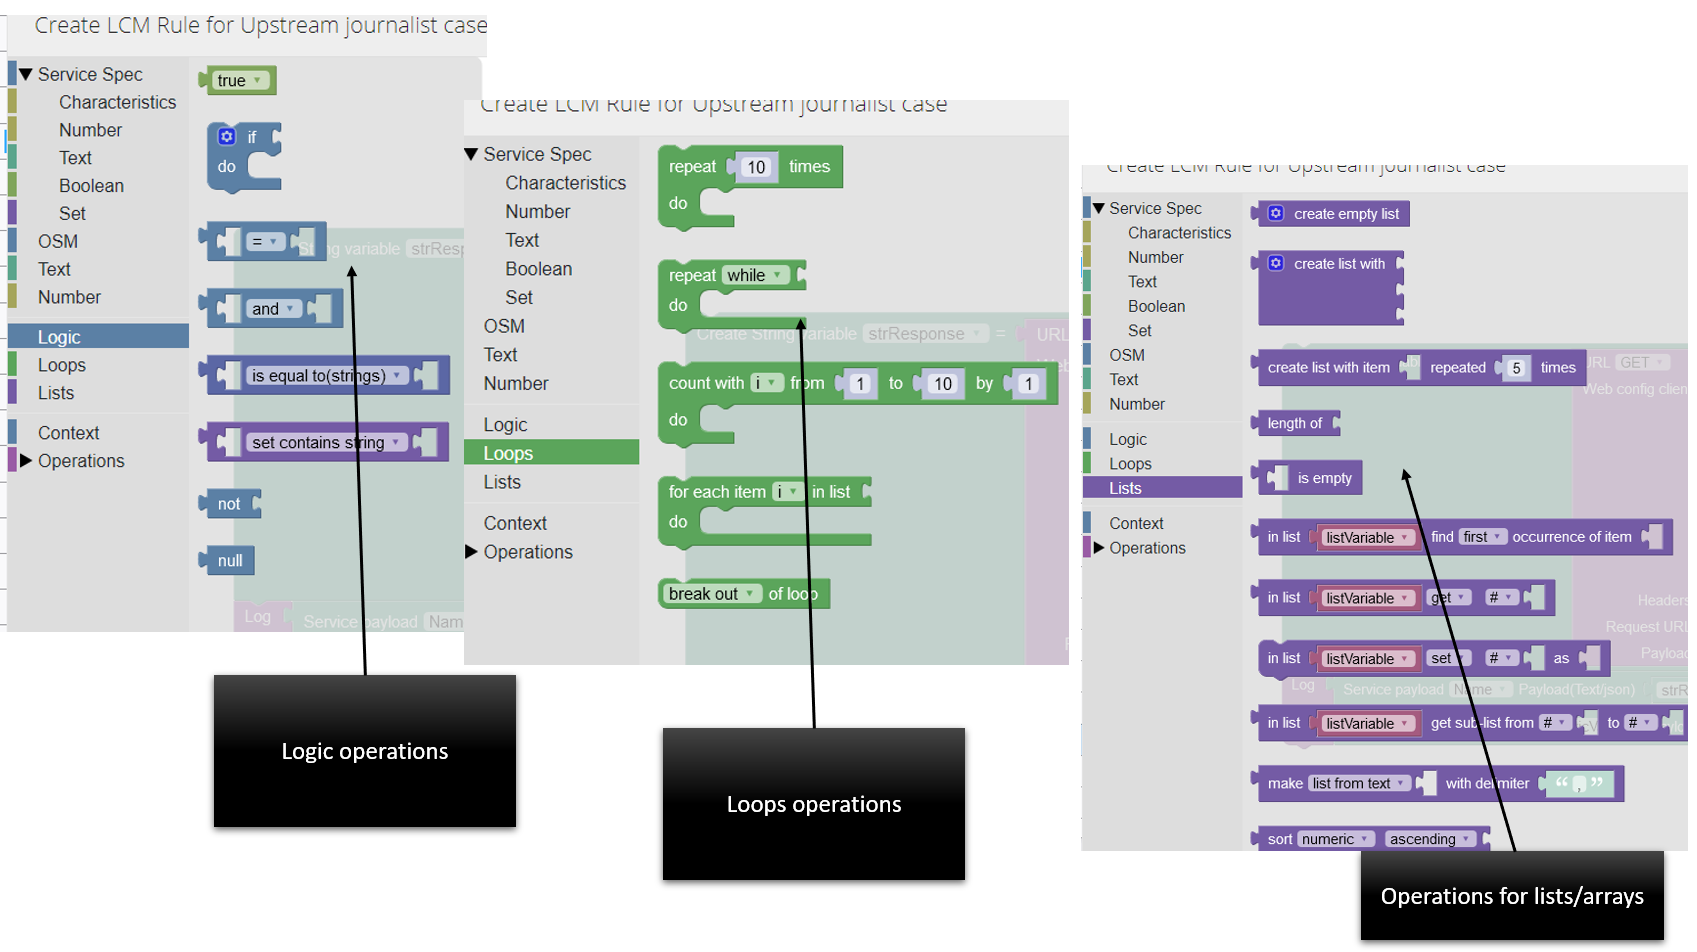 Create LCM Rule for Upstream journalist case
Service Spec
Characteristics
Number
Text
Boolean
Set
OSM
Text
Number
Logic
Loops
Lists
Context
Operations
true
if
do
=
String variable strResp
and
is equal to(strings)
set contains string
not
null
Log Service payload Nam
Logic operations
Create LCM Rule for Upstream journalist case
Service Spec
Characteristics
Number
Text
Boolean
Set
OSM
Text
Number
Logic
Loops
Lists
Context
Operations
repeat 10 times
do
repeat while
do
Create String variable strResponse = URL
count with i from 1 to 10 by 1
do
for each item i in list
do
break out of loop
Loops operations
Create LCM Rule for Upstream journalist case
Service Spec
Characteristics
Number
Text
Boolean
Set
OSM
Text
Number
Logic
Loops
Lists
Context
Operations
create empty list
create list with
create list with item repeated 5 times
URL GET
Web config clien
length of
is empty
in list listVariable find first occurrence of item
in list listVariable get #
Headers
Request URL
in list listVariable set # as
Payload
Log Service payload Name Payload(Text/json) strR
in list listVariable get sub-list from # to #
make list from text with delimiter “ , ”
sort numeric ascending
Operations for lists/arrays